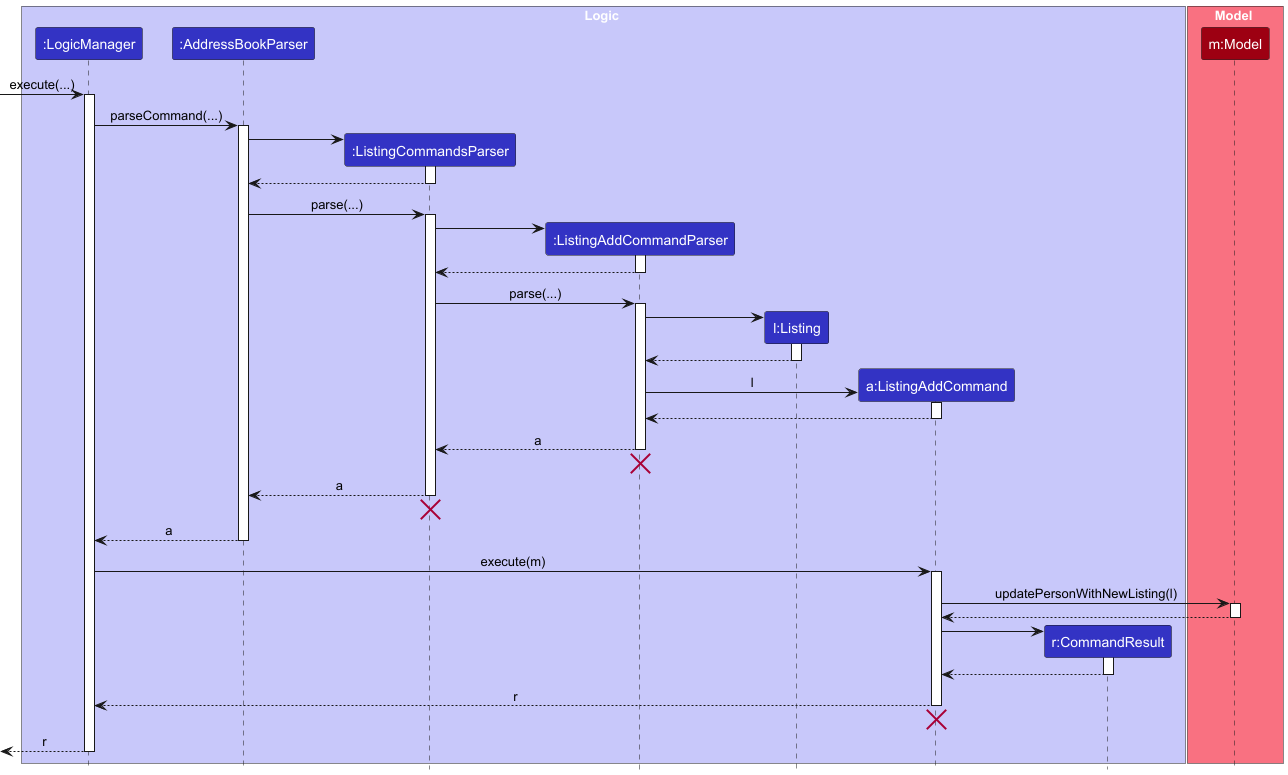 Logic
Model
:LogicManager
:AddressBookParser
m:Model
execute(...)
parseCommand(...)
:ListingCommandsParser
parse(...)
:ListingAddCommandParser
parse(...)
l:Listing
l
a:ListingAddCommand
a
a
a
execute(m)
updatePersonWithNewListing(l)
r:CommandResult
r
r